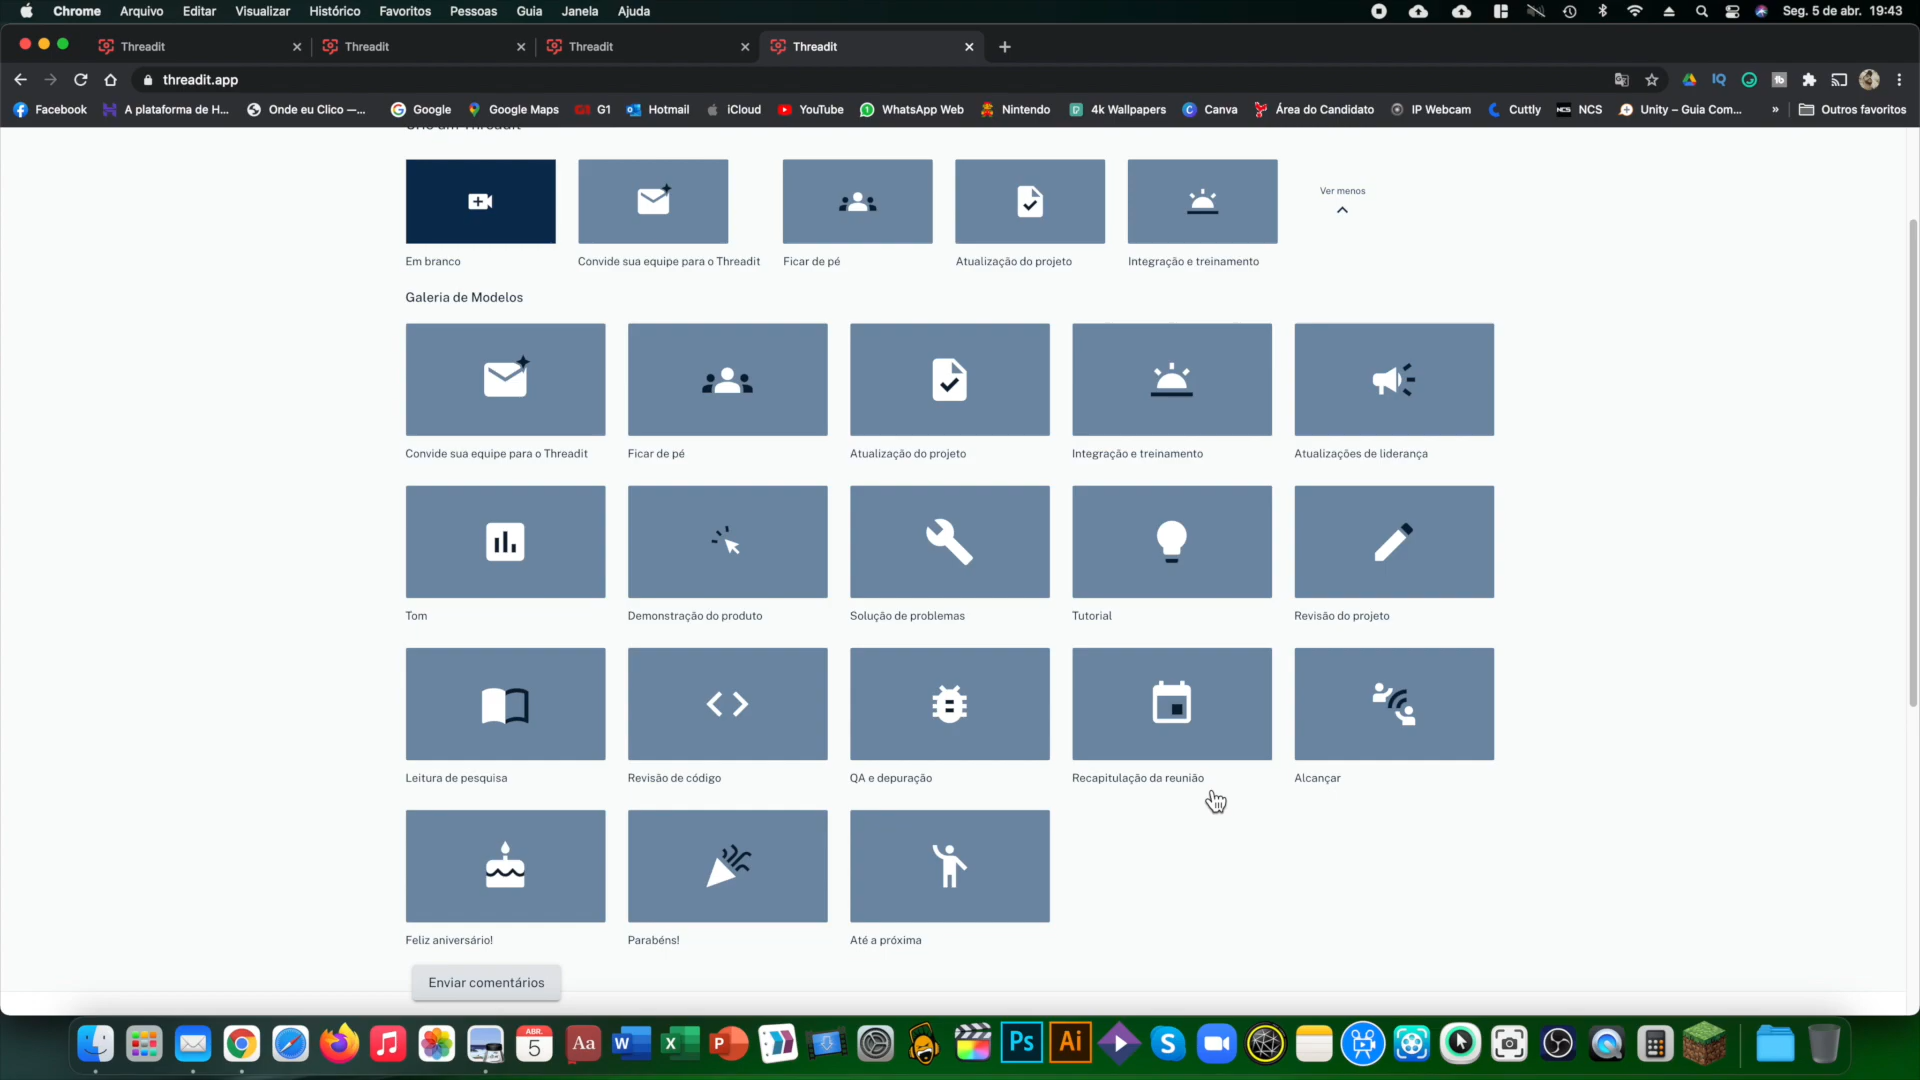 Chrome Arquivo Editar Visualizar Histórico Favoritos Pessoas Guia Janela Ajuda Seg. 5 de abr. 19:43
Threadit Threadit Threadit Threadit
threadit.app
Facebook A plataforma de H... Onde eu Clico —... Google Google Maps G1 Hotmail iCloud YouTube WhatsApp Web Nintendo 4k Wallpapers Canva Área do Candidato IP Webcam Cuttly NCS Unity – Guia Com... » Outros favoritos
Ver menos
Em branco Convide sua equipe para o Threadit Ficar de pé Atualização do projeto Integração e treinamento
Galeria de Modelos
Convide sua equipe para o Threadit Ficar de pé Atualização do projeto Integração e treinamento Atualizações de liderança
Tom Demonstração do produto Solução de problemas Tutorial Revisão do projeto
Leitura de pesquisa Revisão de código QA e depuração Recapitulação da reunião Alcançar
Feliz aniversário! Parabéns! Até a próxima
Enviar comentários
ABR.
5
Aa W X P Ps Ai S